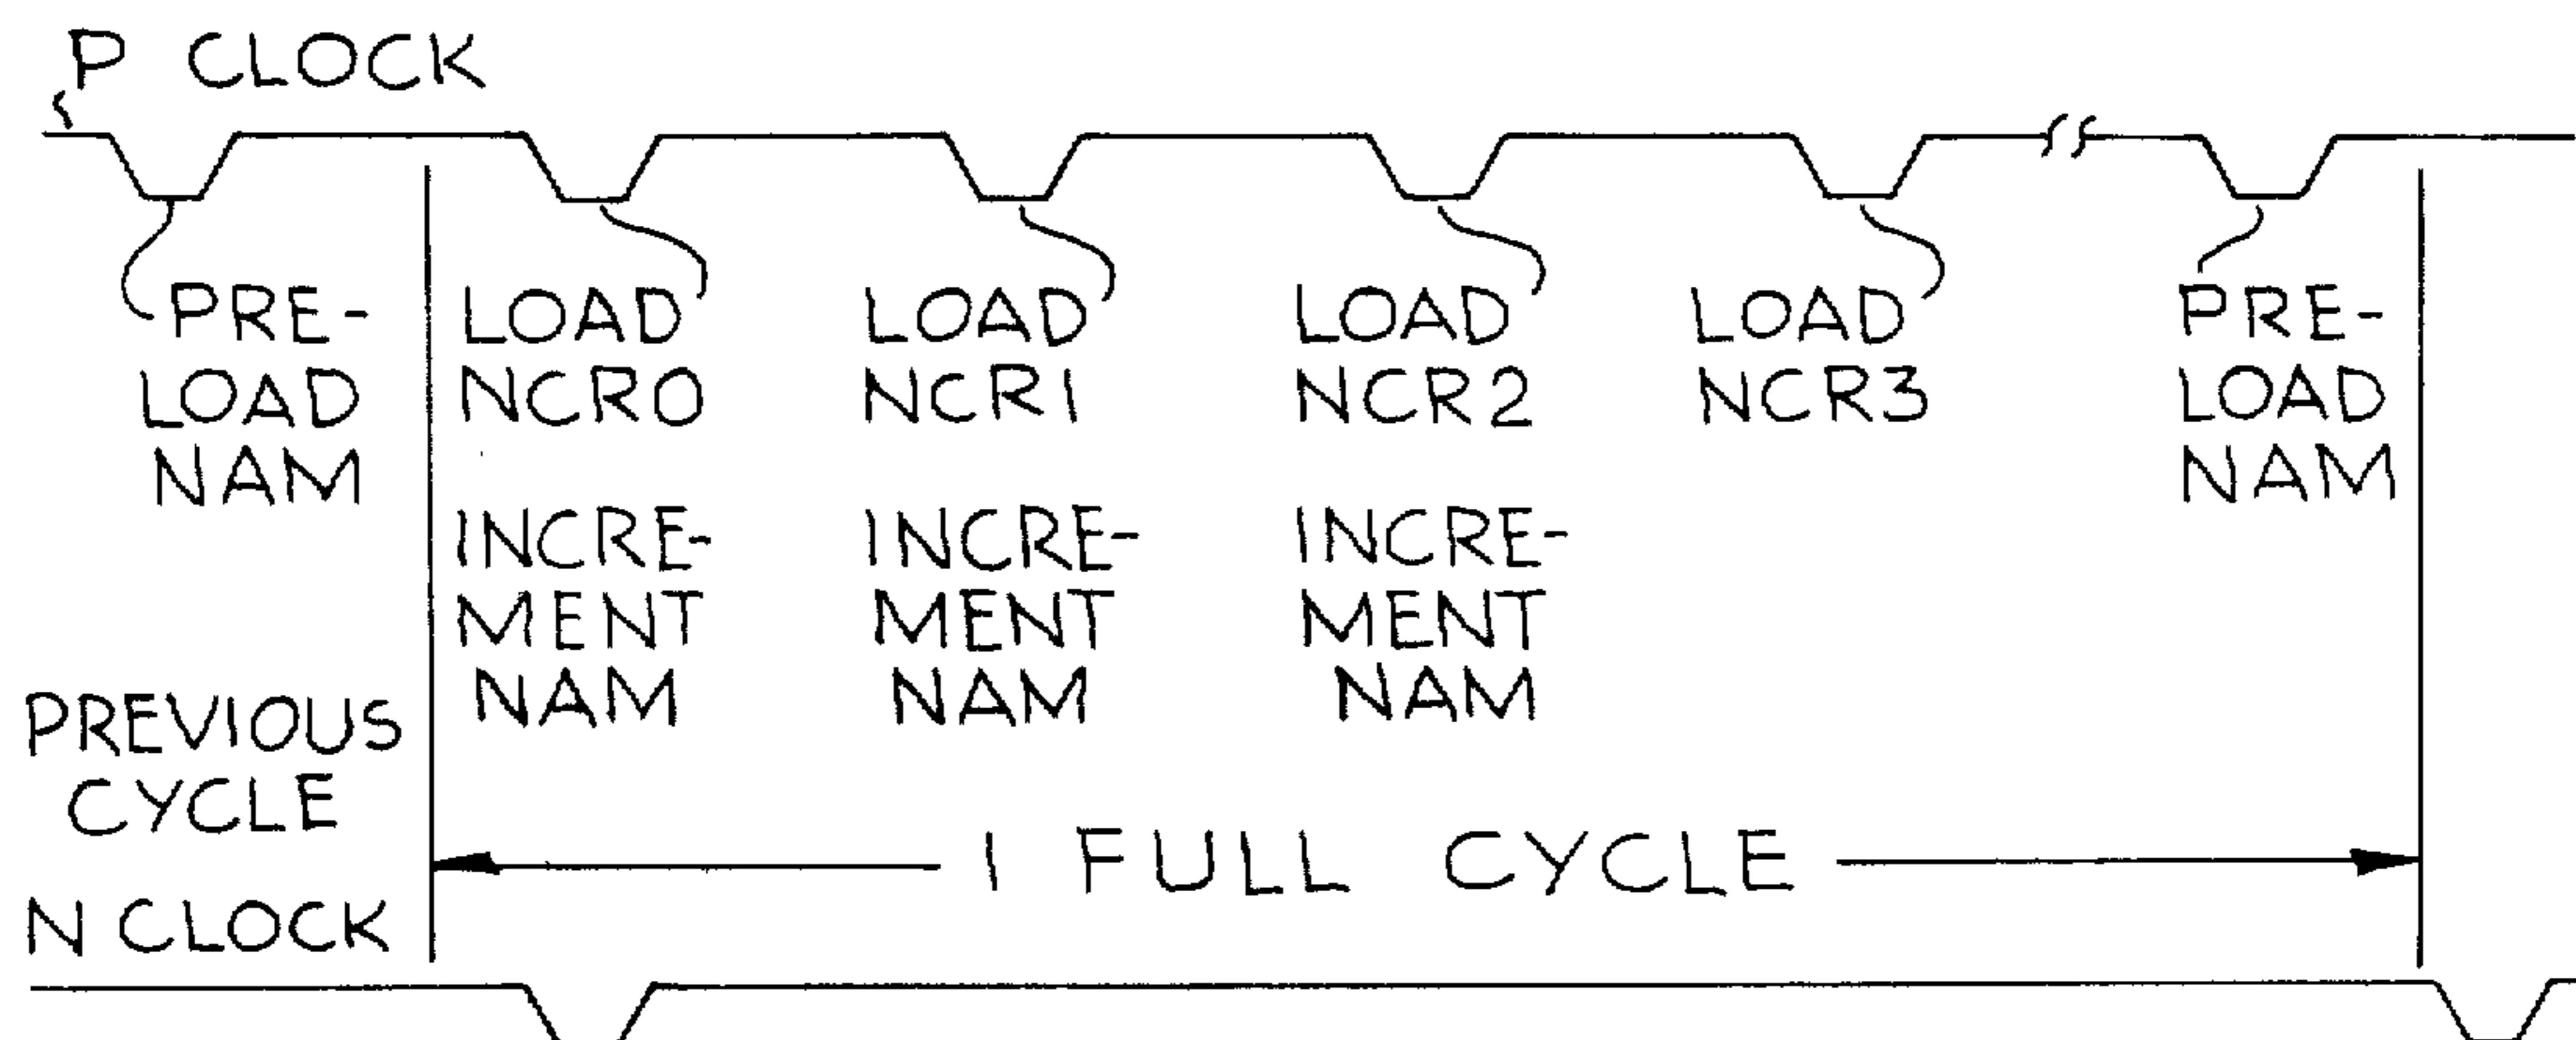 P CLOCK
PRE-
LOAD
NAM
LOAD
NCR0
INCRE-
MENT
NAM
LOAD
NCR1
INCRE-
MENT
NAM
LOAD
NCR2
INCRE-
MENT
NAM
LOAD
NCR3
PRE-
LOAD
NAM
PREVIOUS
CYCLE
1 FULL CYCLE
N CLOCK